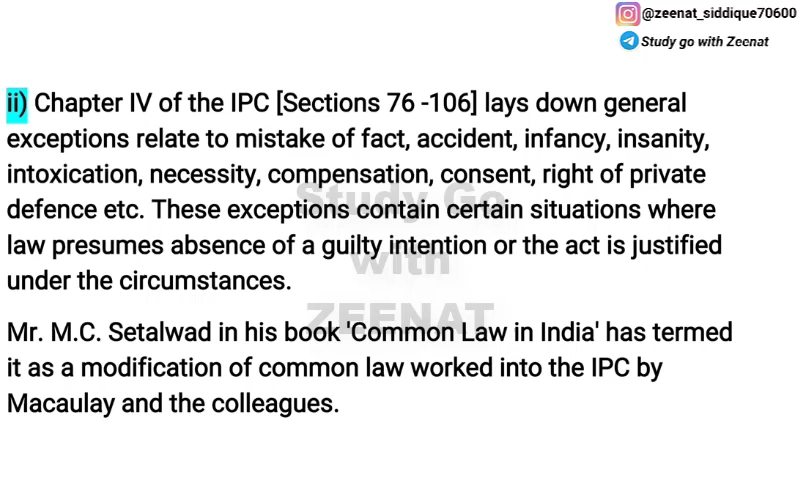 @zeenat_siddique70600
Study go with Zeenat
ii) Chapter IV of the IPC [Sections 76 -106] lays down general
exceptions relate to mistake of fact, accident, infancy, insanity,
intoxication, necessity, compensation, consent, right of private
defence etc. These exceptions contain certain situations where
law presumes absence of a guilty intention or the act is justified
under the circumstances.
Mr. M.C. Setalwad in his book 'Common Law in India' has termed
it as a modification of common law worked into the IPC by
Macaulay and the colleagues.
Study Go
with
ZEENAT